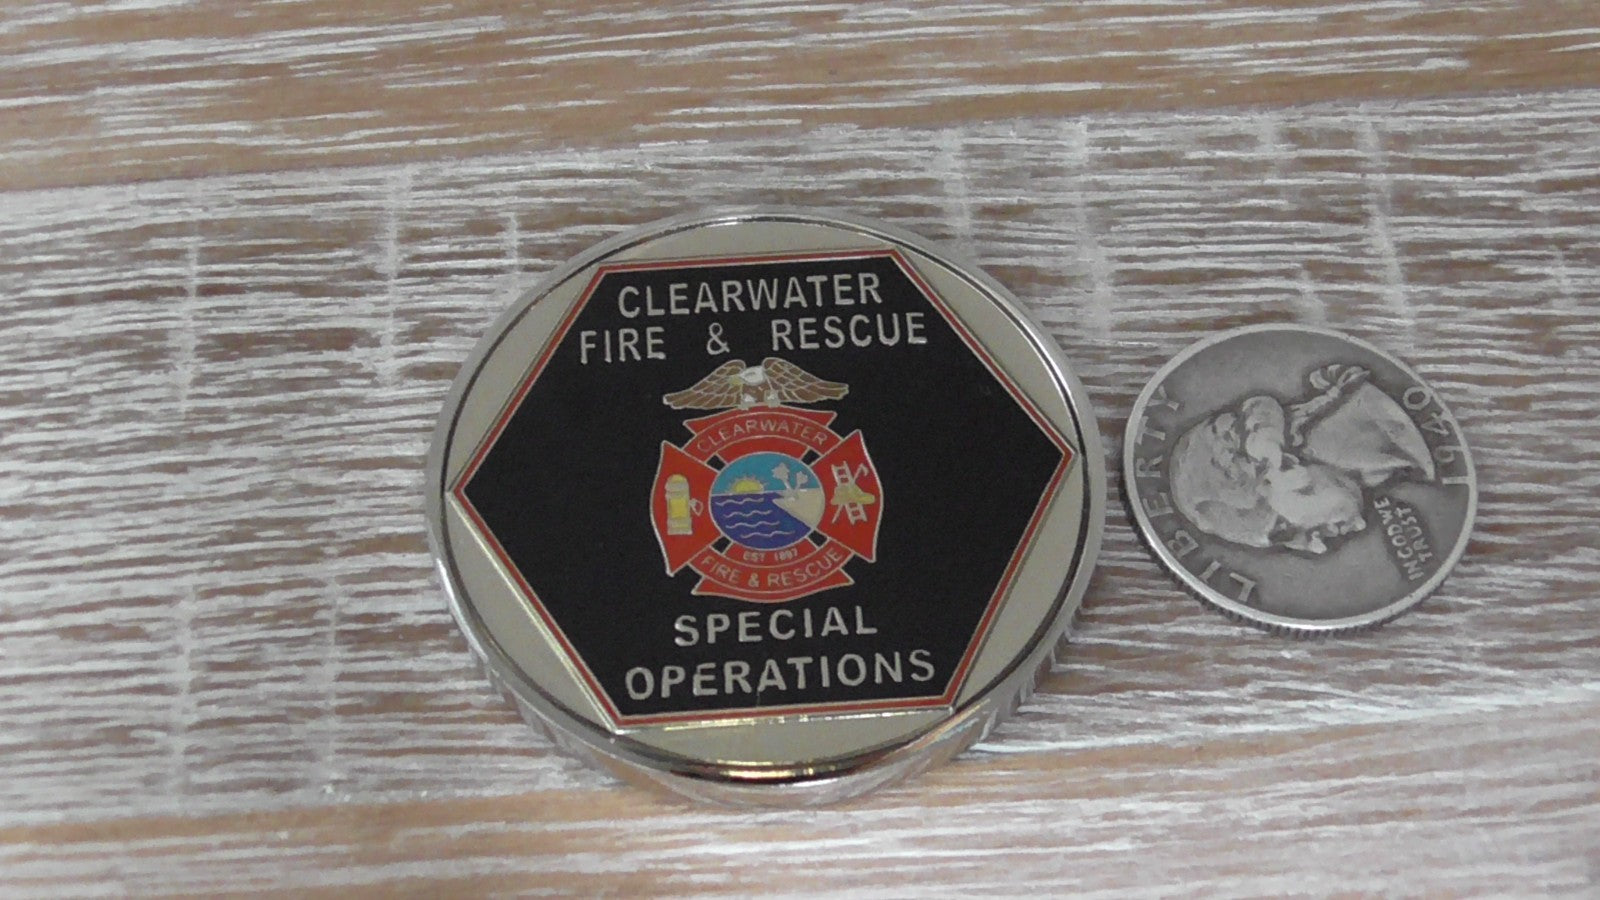 CLEARWATER
FIRE & RESCUE
CLEARWATER
EST 1897
FIRE & RESCUE
SPECIAL
OPERATIONS
LIBERTY
IN GOD WE
TRUST
1940